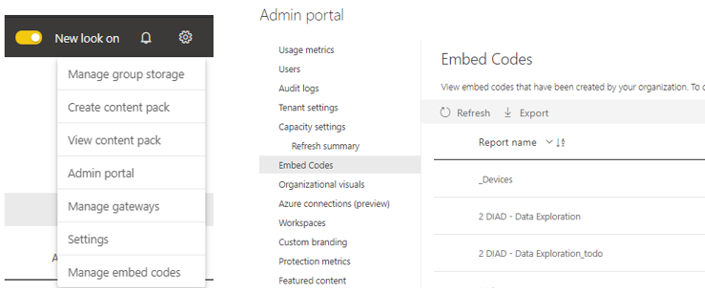 New look on
Manage group storage
Create content pack
View content pack
Admin portal
Manage gateways
Settings
A
Manage embed codes
Admin portal
Usage metrics
Users
Audit logs
Tenant settings
Capacity settings
Refresh summary
Embed Codes
Organizational visuals
Azure connections (preview)
Workspaces
Custom branding
Protection metrics
Featured content
Embed Codes
View embed codes that have been created by your organization. To c
Refresh Export
Report name
_Devices
2 DIAD - Data Exploration
2 DIAD - Data Exploration_todo